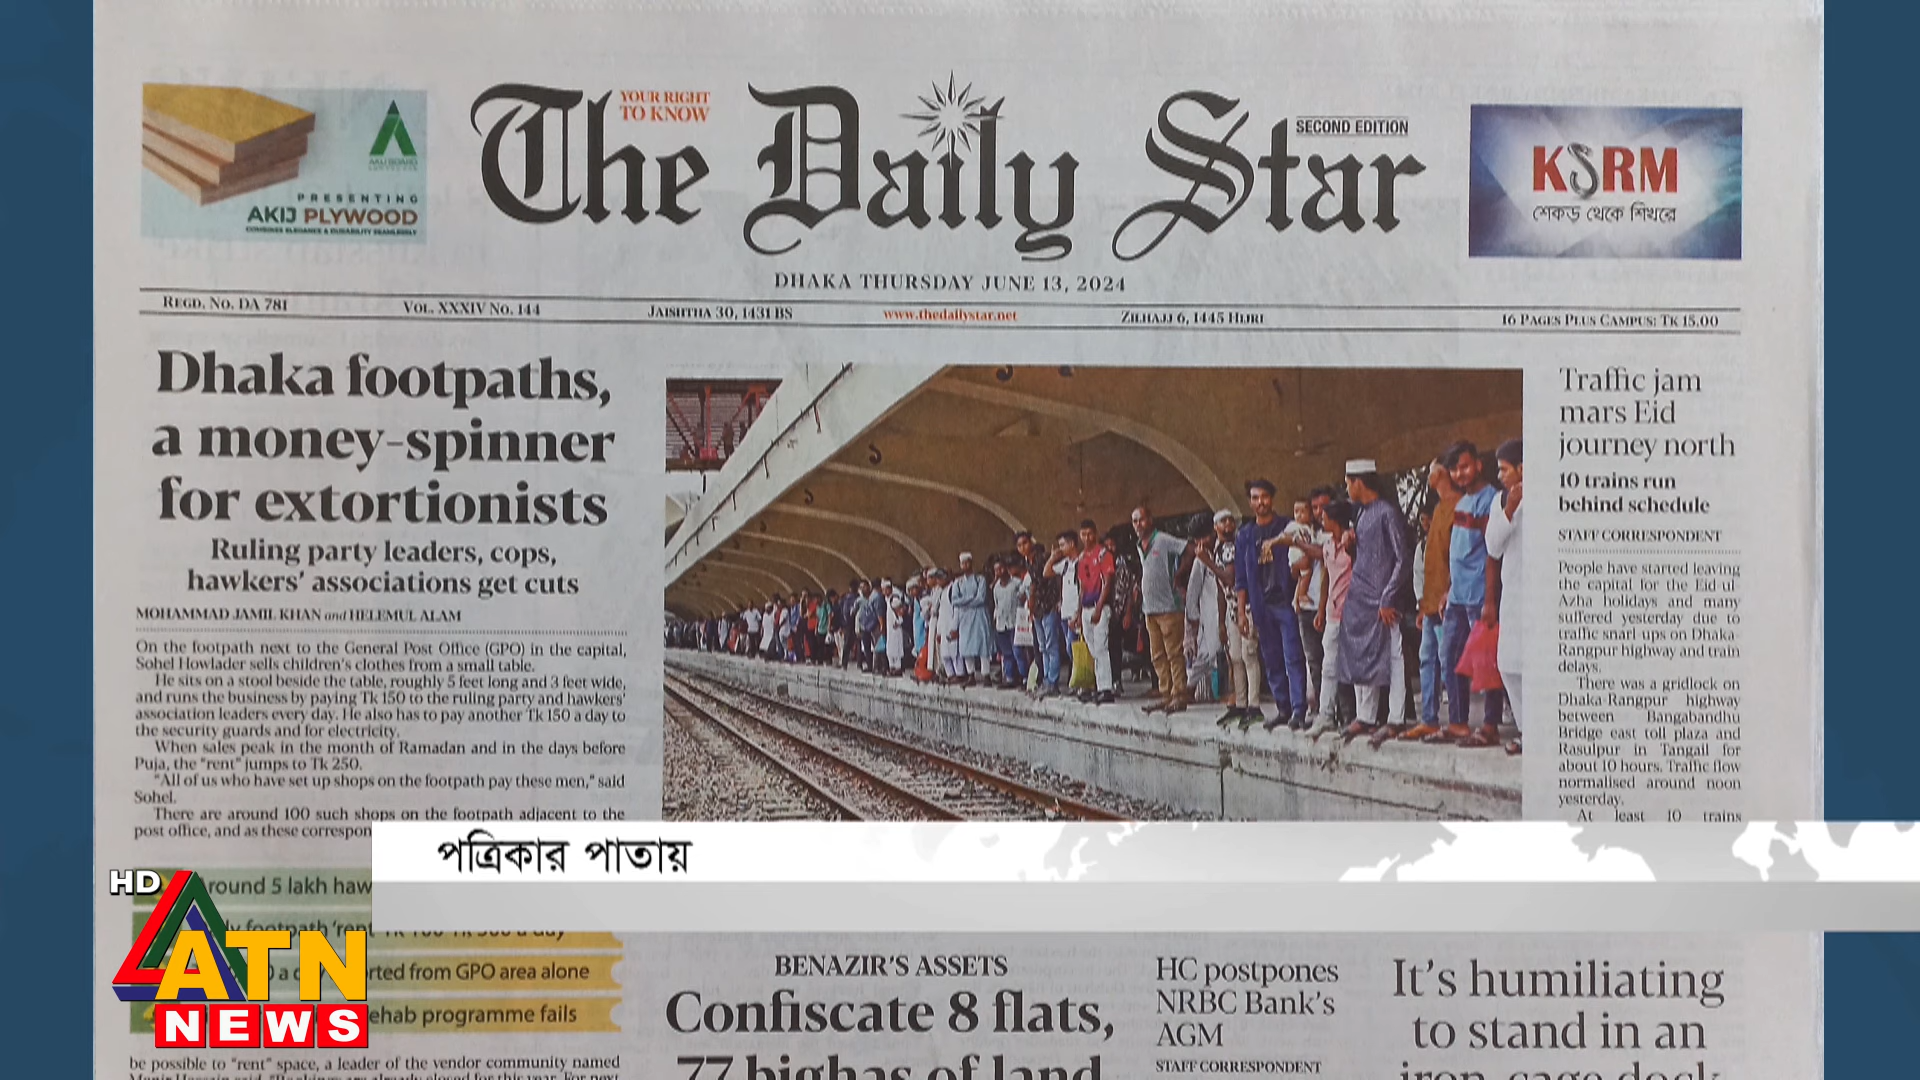 YOUR RIGHT
TO KNOW
The Daily Star
SECOND EDITION
PRESENTING
AKIJ PLYWOOD
KSRM
শেকড় থেকে শিখরে
DHAKA THURSDAY JUNE 13, 2024
REGD. NO. DA 781
VOL. XXXIV NO. 144
JAISHTHA 30, 1431 BS
www.thedailystar.net
ZILHAJJ 6, 1445 HIJRI
16 PAGES PLUS CAMPUS: TK 15.00
Dhaka footpaths,
a money-spinner
for extortionists
Ruling party leaders, cops,
hawkers' associations get cuts
MOHAMMAD JAMIL KHAN and HELEMUL ALAM
On the footpath next to the General Post Office (GPO) in the capital,
Sohel Howlader sells children's clothes from a small table.
He sits on a stool beside the table, roughly 5 feet long and 3 feet wide,
and runs the business by paying Tk 150 to the ruling party and hawkers'
association leaders every day. He also has to pay another Tk 150 a day to
the security guards and for electricity.
When sales peak in the month of Ramadan and in the days before
Puja, the "rent" jumps to Tk 250.
"All of us who have set up shops on the footpath pay these men," said
Sohel.
There are around 100 such shops on the footpath adjacent to the
post office, and as these correspon
round 5 lakh haw
footpath 'rent
rted from GPO area alone
ehab programme fails
be possible to "rent" space, a leader of the vendor community named
Traffic jam
mars Eid
journey north
10 trains run
behind schedule
STAFF CORRESPONDENT
People have started leaving
the capital for the Eid-ul-
Azha holidays and many
suffered yesterday due to
traffic snarl-ups on Dhaka-
Rangpur highway and train
delays.
There was a gridlock on
Dhaka-Rangpur highway
between Bangabandhu
Bridge east toll plaza and
Rasulpur in Tangail for
about 10 hours. Traffic flow
normalised around noon
yesterday.
At least 10 trains
পত্রিকার পাতায়
HD
ATN
NEWS
BENAZIR'S ASSETS
Confiscate 8 flats,
77 bighas of land
HC postpones
NRBC Bank's
AGM
STAFF CORRESPONDENT
It's humiliating
to stand in an
iron-cage dock